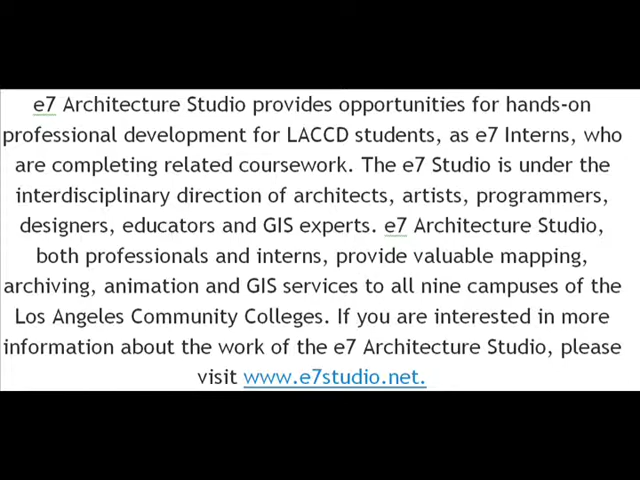 e7 Architecture Studio provides opportunities for hands-on
professional development for LACCD students, as e7 Interns, who
are completing related coursework. The e7 Studio is under the
interdisciplinary direction of architects, artists, programmers,
designers, educators and GIS experts. e7 Architecture Studio,
both professionals and interns, provide valuable mapping,
archiving, animation and GIS services to all nine campuses of the
Los Angeles Community Colleges. If you are interested in more
information about the work of the e7 Architecture Studio, please
visit www.e7studio.net.